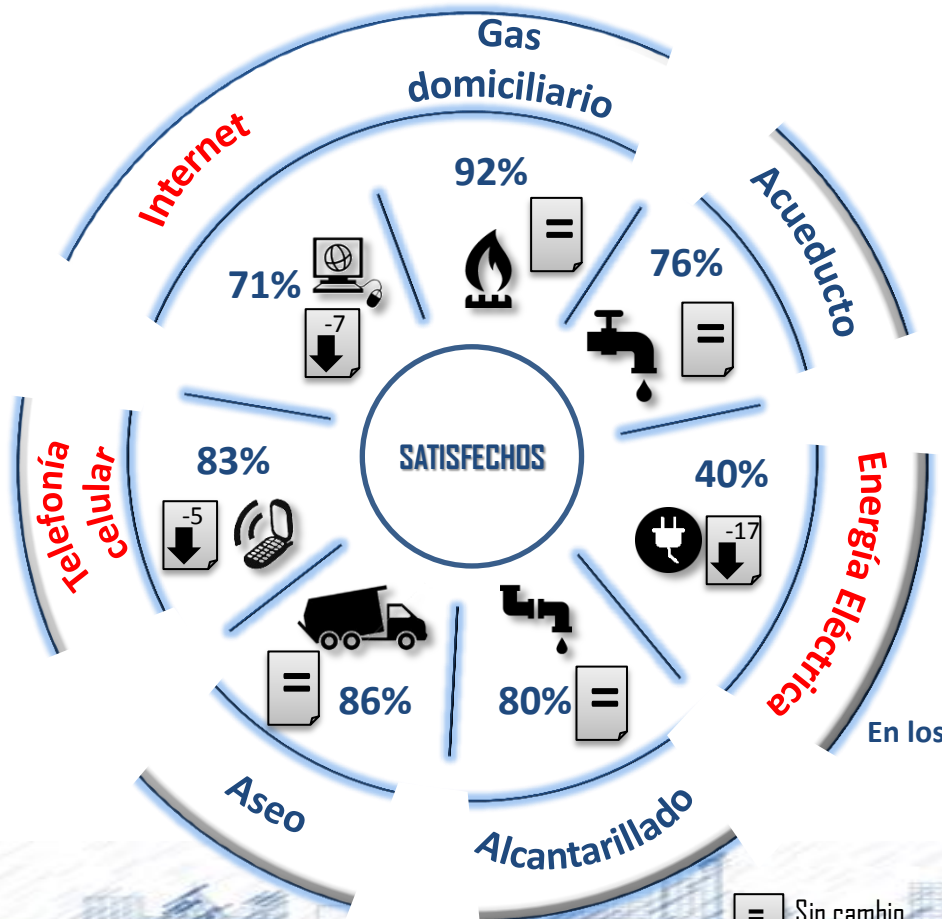 Gas
domiciliario
92%
=
Internet
71%
-7
Acueducto
76%
=
SATISFECHOS
Telefonía
celular
83%
-5
Energía Eléctrica
40%
-17
86%
=
Aseo
80%
=
Alcantarillado
En los
= Sin cambio